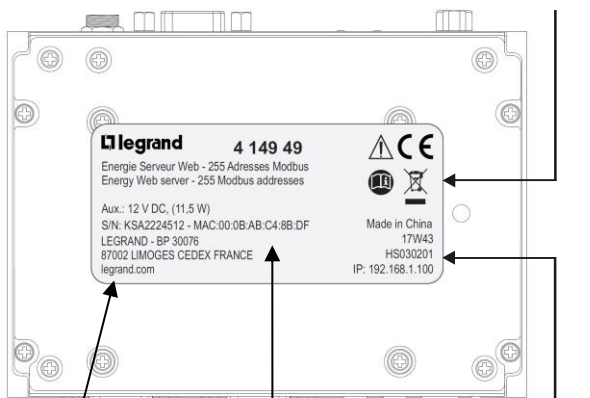 legrand
4 149 49
CE
Energie Serveur Web - 255 Adresses Modbus
Energy Web server - 255 Modbus addresses
Aux.: 12 V DC, (11,5 W)
S/N: KSA2224512 - MAC:00:0B:AB:C4:8B:DF
LEGRAND - BP 30076
87002 LIMOGES CEDEX FRANCE
legrand.com
Made in China
17W43
HS030201
IP: 192.168.1.100